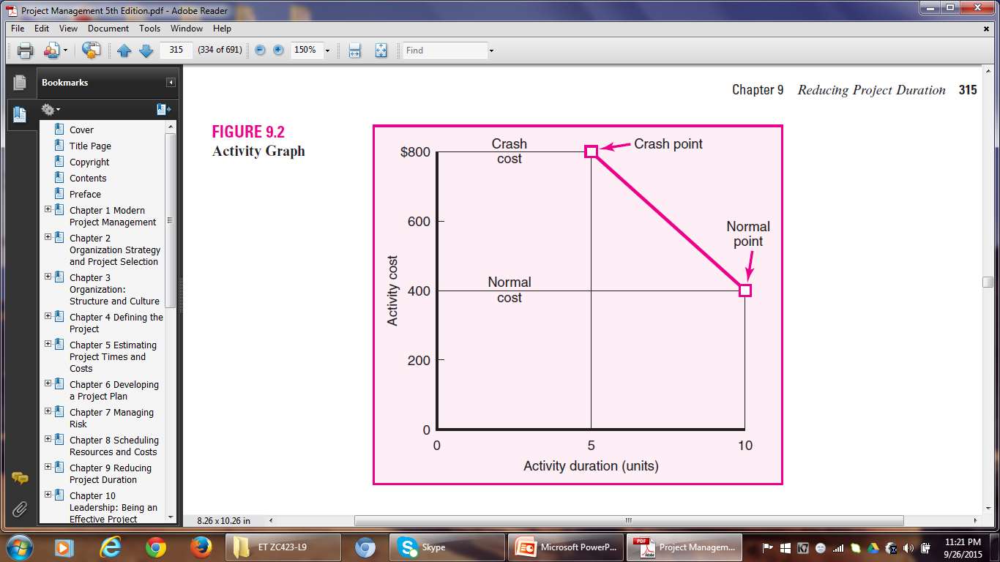 Project Management 5th Edition.pdf - Adobe Reader
File Edit View Document Tools Window Help
315 (334 of 691) 150% Find
Bookmarks
Cover
Title Page
Copyright
Contents
Preface
Chapter 1 Modern
Project Management
Chapter 2
Organization Strategy
and Project Selection
Chapter 3
Organization:
Structure and Culture
Chapter 4 Defining the
Project
Chapter 5 Estimating
Project Times and
Costs
Chapter 6 Developing
a Project Plan
Chapter 7 Managing
Risk
Chapter 8 Scheduling
Resources and Costs
Chapter 9 Reducing
Project Duration
Chapter 10
Leadership: Being an
Effective Project
Chapter 9 Reducing Project Duration 315
FIGURE 9.2
Activity Graph
Crash
cost
Crash point
$800
600
Normal
point
Activity cost
Normal
cost
400
200
0
0 5 10
Activity duration (units)
8.26 x 10.26 in
ET ZC423-L9 Skype Microsoft PowerP... Project Managem...
11:21 PM
9/26/2015